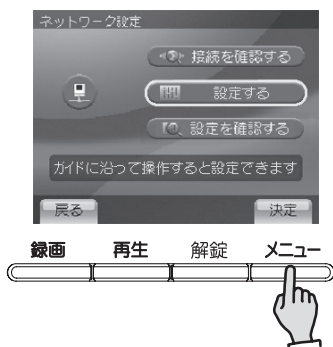 ネットワーク設定
接続を確認する
設定する
設定を確認する
ガイドに沿って操作すると設定できます
戻る 決定
録画 再生 解錠 メニュー